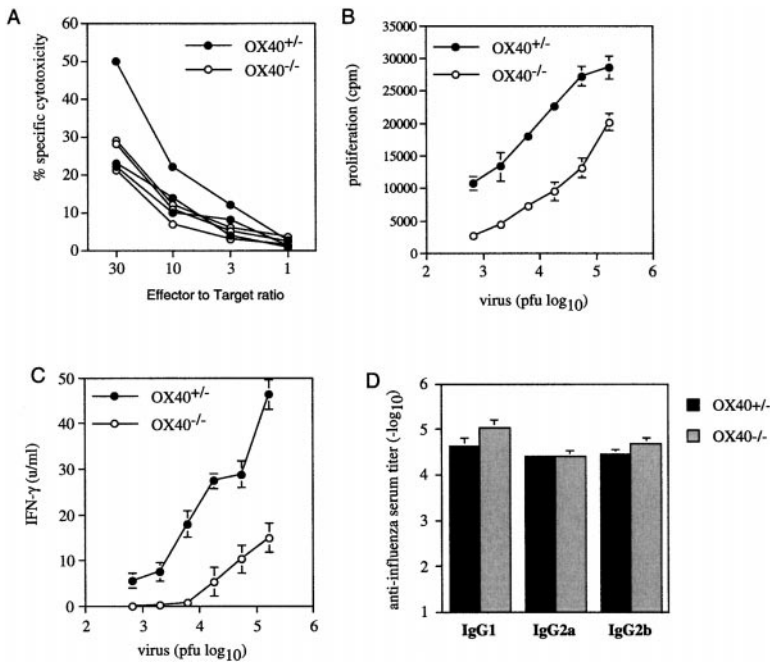 A
% specific cytotoxicity
60
50
40
30
20
10
0
OX40+/-
OX40-/-
30 10 3 1
Effector to Target ratio
B
proliferation (cpm)
35000
30000
25000
20000
15000
10000
5000
0
OX40+/-
OX40-/-
2 3 4 5 6
virus (pfu log10)
C
IFN-γ (u/ml)
50
40
30
20
10
0
OX40+/-
OX40-/-
2 3 4 5 6
virus (pfu log10)
D
anti-influenza serum titer (-log10)
6
5
4
3
2
1
OX40+/-
OX40-/-
IgG1 IgG2a IgG2b